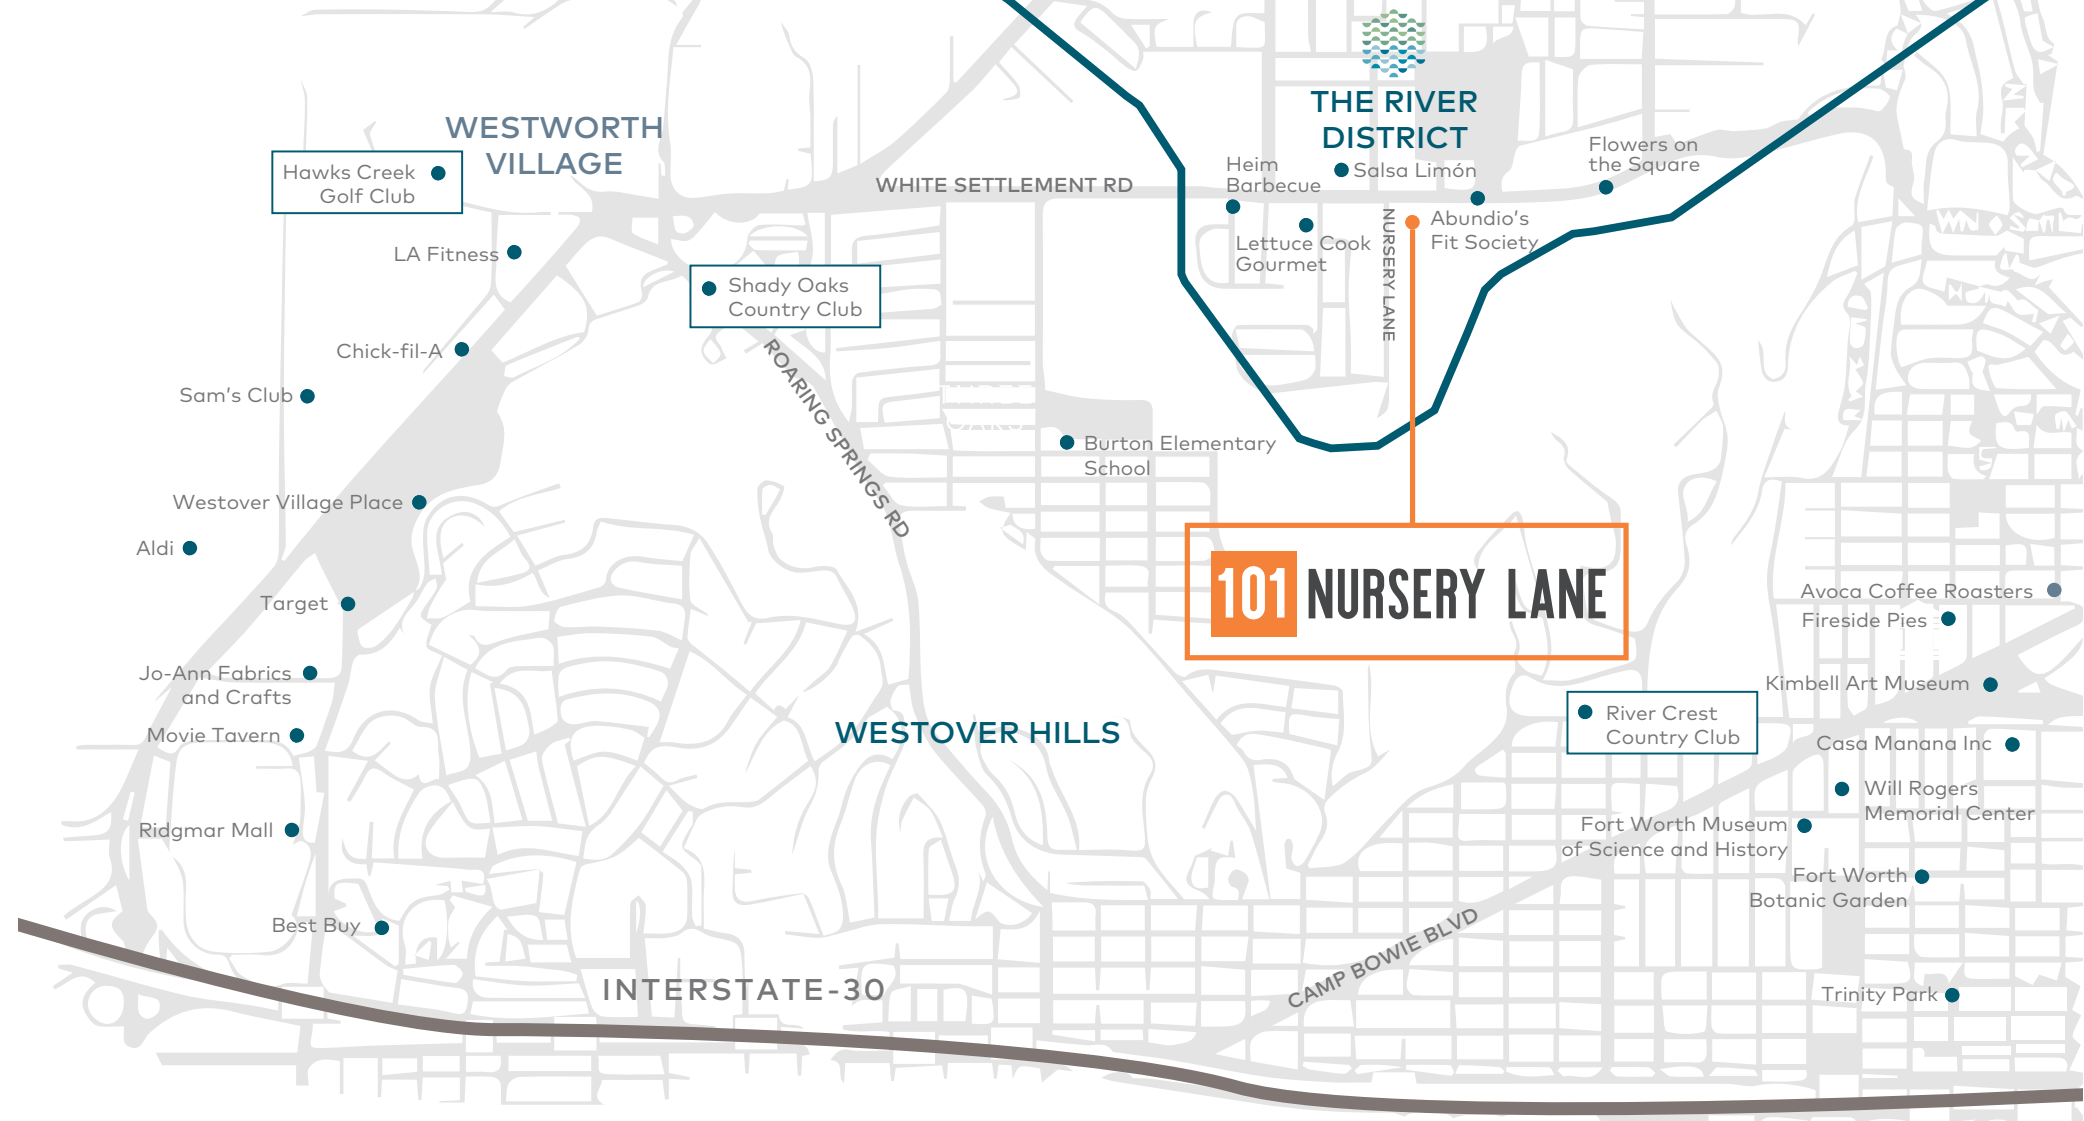 THE RIVER
DISTRICT
WESTWORTH
VILLAGE
Hawks Creek
Golf Club
WHITE SETTLEMENT RD
Heim
Barbecue
Salsa Limón
Flowers on
the Square
Lettuce Cook
Gourmet
NURSERY LANE
Abundio's
Fit Society
LA Fitness
Shady Oaks
Country Club
Chick-fil-A
ROARING SPRINGS RD
Sam's Club
Burton Elementary
School
Westover Village Place
Aldi
Target
101 NURSERY LANE
Avoca Coffee Roasters
Fireside Pies
Jo-Ann Fabrics
and Crafts
Kimbell Art Museum
Movie Tavern
WESTOVER HILLS
River Crest
Country Club
Casa Manana Inc
Will Rogers
Memorial Center
Ridgmar Mall
Fort Worth Museum
of Science and History
Fort Worth
Botanic Garden
Best Buy
CAMP BOWIE BLVD
INTERSTATE-30
Trinity Park